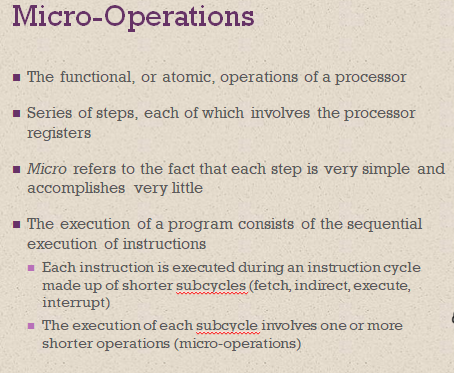 Micro-Operations
■ The functional, or atomic, operations of a processor
■ Series of steps, each of which involves the processor
registers
■ Micro refers to the fact that each step is very simple and
accomplishes very little
■ The execution of a program consists of the sequential
execution of instructions
■ Each instruction is executed during an instruction cycle
made up of shorter subcycles (fetch, indirect, execute,
interrupt)
■ The execution of each subcycle involves one or more
shorter operations (micro-operations)